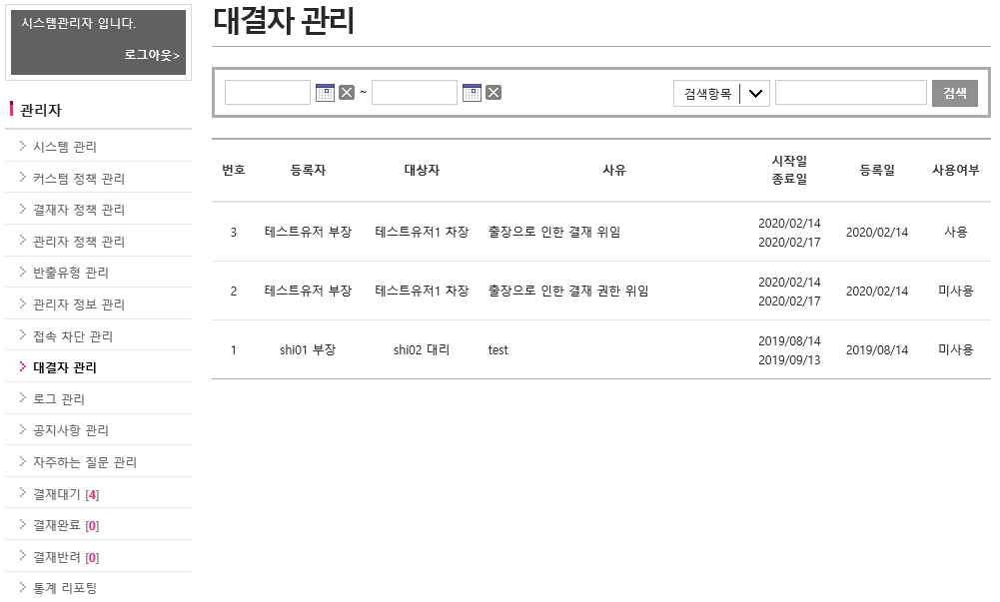 시스템관리자 입니다.
로그아웃>
관리자
시스템 관리
커스텀 정책 관리
결재자 정책 관리
관리자 정책 관리
반출유형 관리
관리자 정보 관리
접속 차단 관리
대결자 관리
로그 관리
공지사항 관리
자주하는 질문 관리
결재대기 [4]
결재완료 [0]
결재반려 [0]
통계 리포팅
대결자 관리
~ 검색항목 검색
번호 등록자 대상자 사유 시작일 등록일 사용여부
종료일
3 테스트유저 부장 테스트유저1 차장 출장으로 인한 결재 위임 2020/02/14 2020/02/14 사용
2020/02/17
2 테스트유저 부장 테스트유저1 차장 출장으로 인한 결재 권한 위임 2020/02/14 2020/02/14 미사용
2020/02/17
1 shi01 부장 shi02 대리 test 2019/08/14 2019/08/14 미사용
2019/09/13